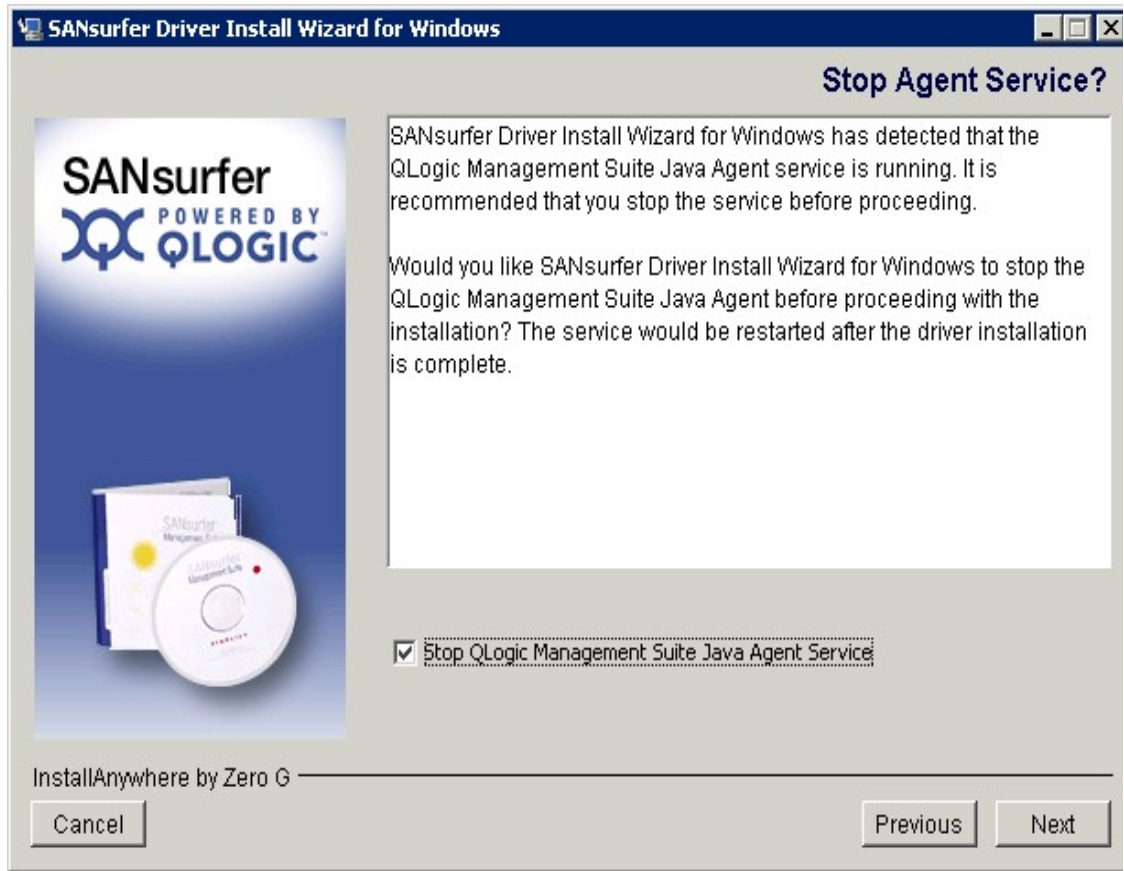 SANsurfer Driver Install Wizard for Windows
Stop Agent Service?
SANsurfer
POWERED BY
QLOGIC™
SANsurfer Driver Install Wizard for Windows has detected that the
QLogic Management Suite Java Agent service is running. It is
recommended that you stop the service before proceeding.
Would you like SANsurfer Driver Install Wizard for Windows to stop the
QLogic Management Suite Java Agent before proceeding with the
installation? The service would be restarted after the driver installation
is complete.
SANsurfer
Management Suite
Stop QLogic Management Suite Java Agent Service
InstallAnywhere by Zero G
Cancel
Previous
Next